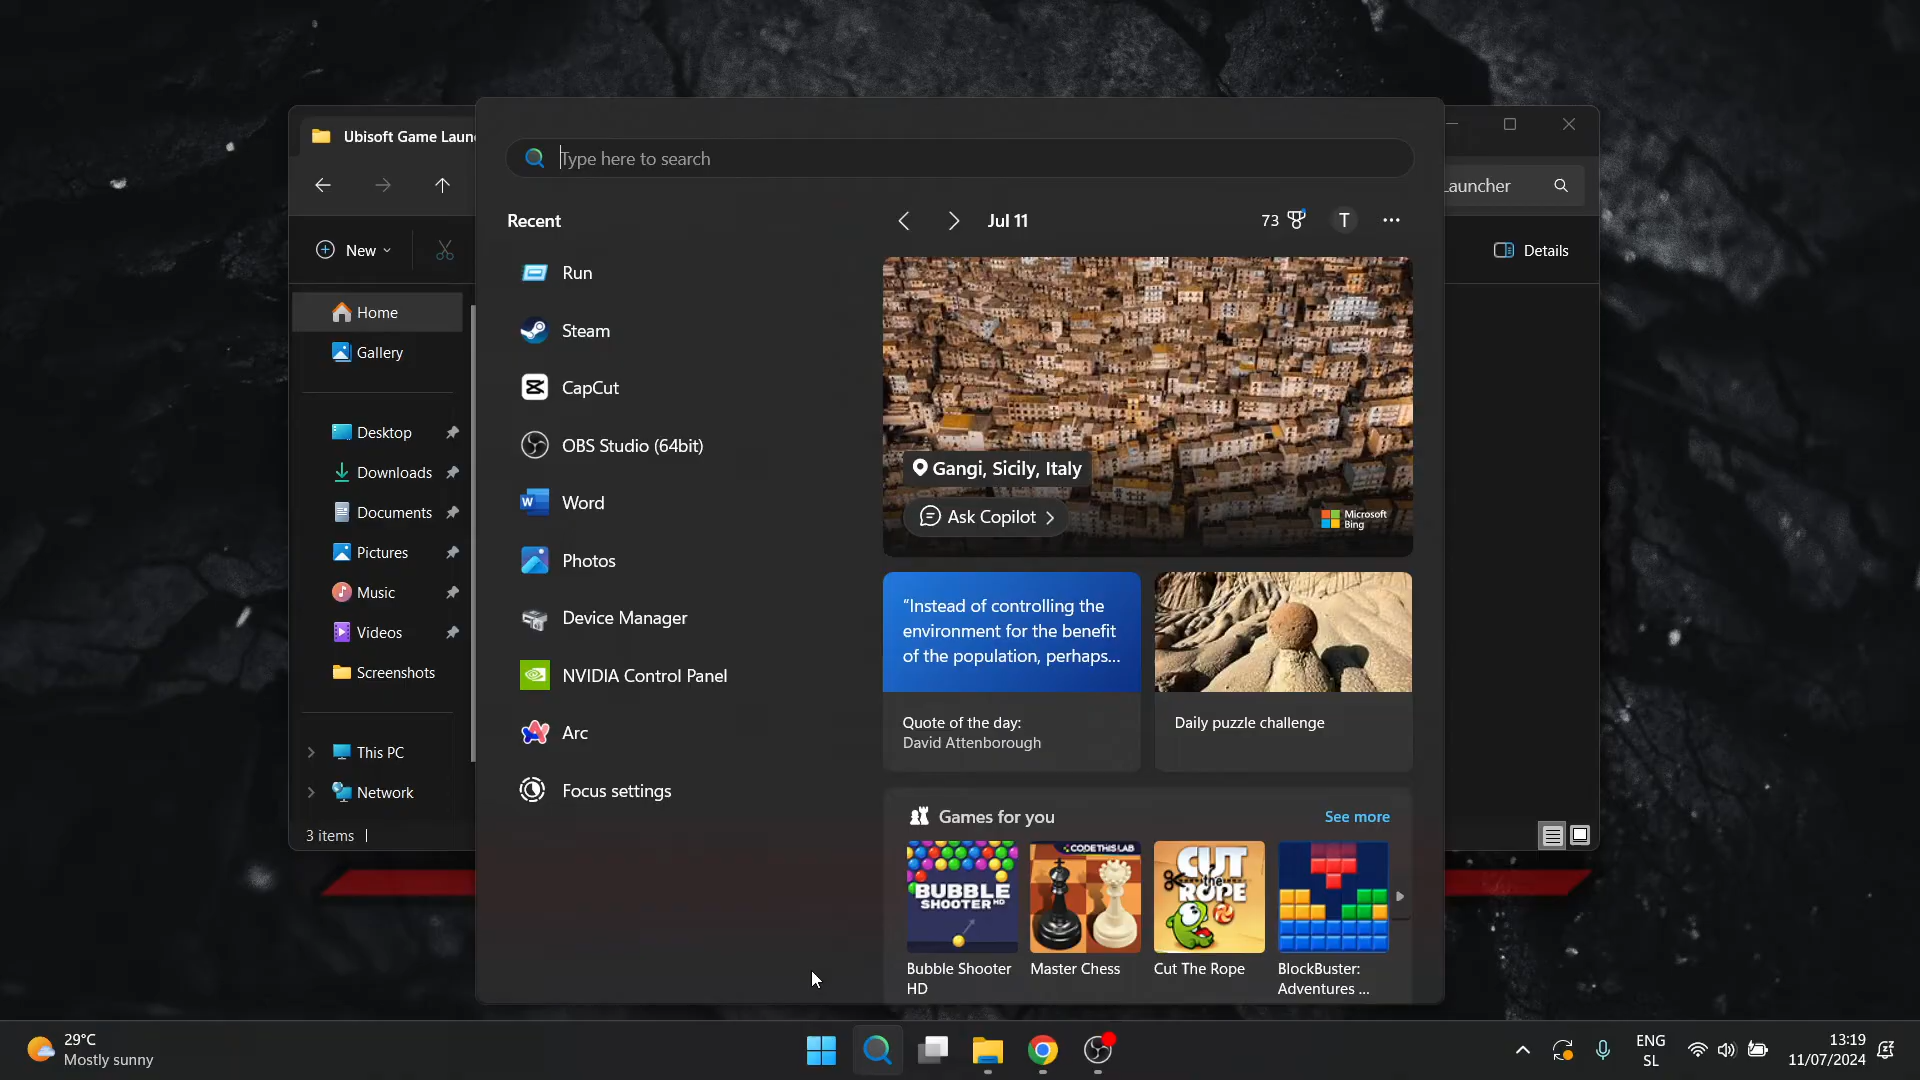 Ubisoft Game Laun
Type here to search
Launcher
Recent
Jul 11
73
T
New
Details
Run
Steam
CapCut
OBS Studio (64bit)
Word
Photos
Device Manager
NVIDIA Control Panel
Arc
Focus settings
Home
Gallery
Desktop
Downloads
Documents
Pictures
Music
Videos
Screenshots
This PC
Network
3 items
Gangi, Sicily, Italy
Ask Copilot
Microsoft
Bing
“Instead of controlling the
environment for the benefit
of the population, perhaps...
Quote of the day:
David Attenborough
Daily puzzle challenge
Games for you
See more
BUBBLE
SHOOTER HD
CODETHISLAB
CUT
the
ROPE
Bubble Shooter
HD
Master Chess
Cut The Rope
BlockBuster:
Adventures ...
29°C
Mostly sunny
ENG
SL
13:19
11/07/2024